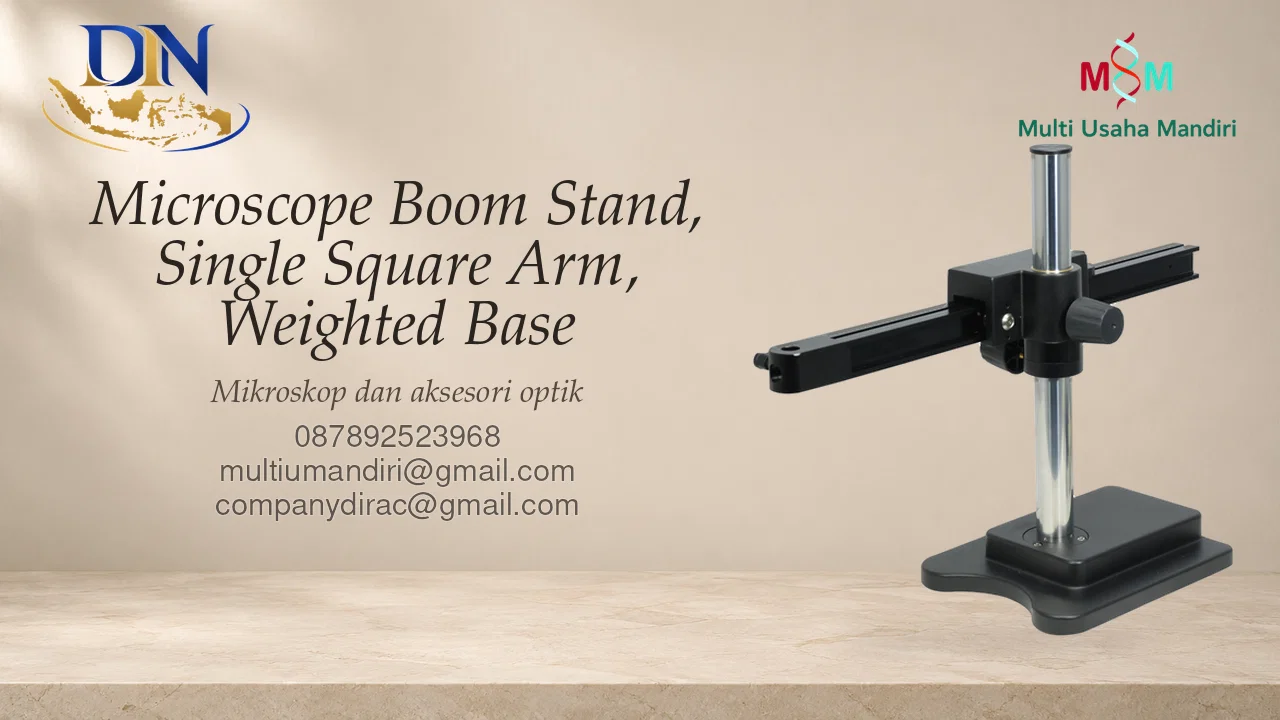 DN
M M
Multi Usaha Mandiri
Microscope Boom Stand,
Single Square Arm,
Weighted Base
Mikroskop dan aksesori optik
087892523968
multiumandiri@gmail.com
companydirac@gmail.com